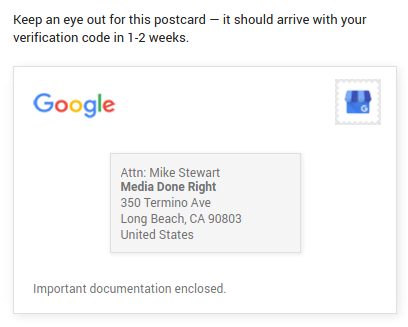 Keep an eye out for this postcard — it should arrive with your
verification code in 1-2 weeks.
Google
G
Attn: Mike Stewart
Media Done Right
350 Termino Ave
Long Beach, CA 90803
United States
Important documentation enclosed.